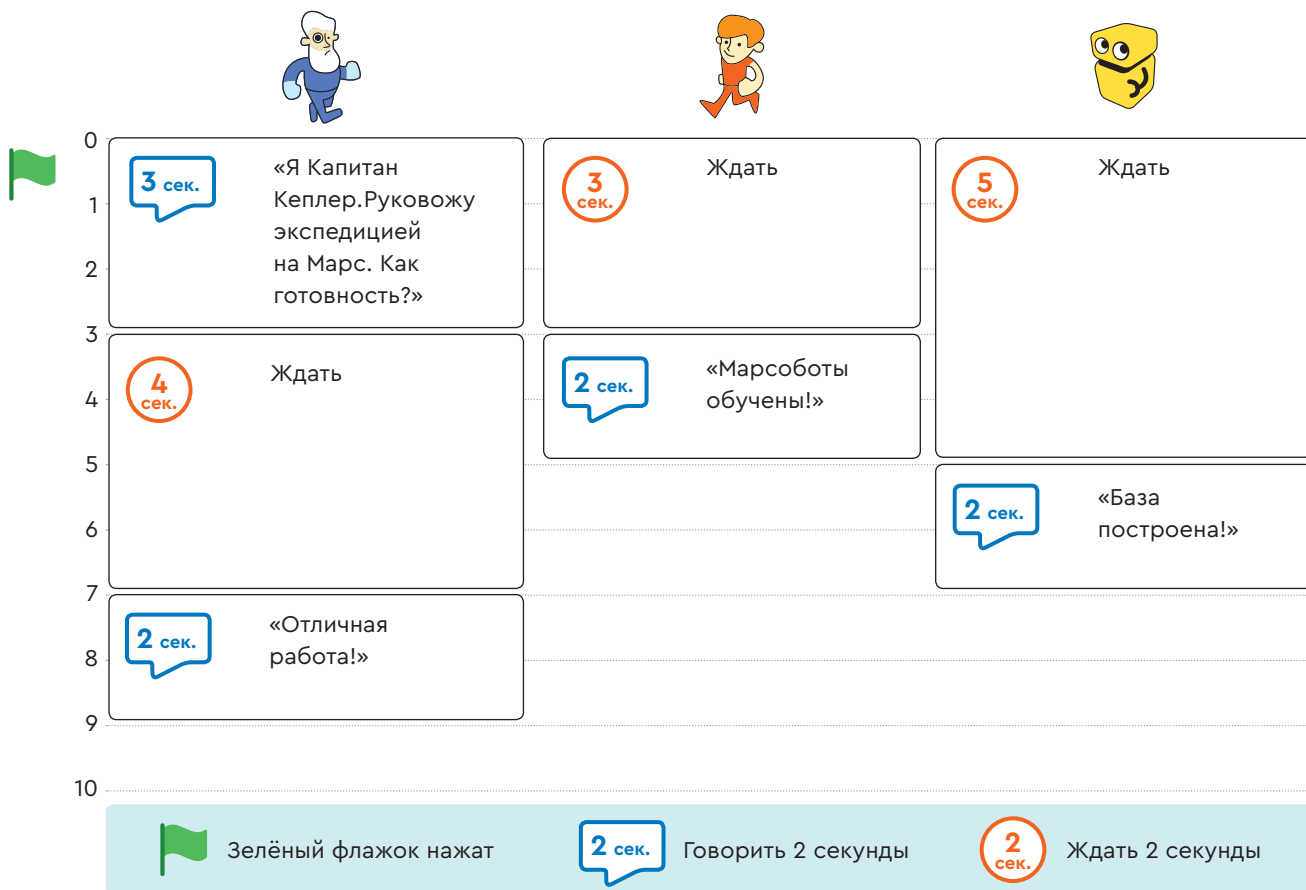 0
3 сек.
«Я Капитан
Кеплер.Руковожу
экспедицией
на Марс. Как
готовность?»
3
сек.
Ждать
5
сек.
Ждать
1
2
3
4
сек.
Ждать
2 сек.
«Марсоботы
обучены!»
4
5
2 сек.
«База
построена!»
6
7
2 сек.
«Отличная
работа!»
8
9
10
Зелёный флажок нажат
2 сек.
Говорить 2 секунды
2
сек.
Ждать 2 секунды